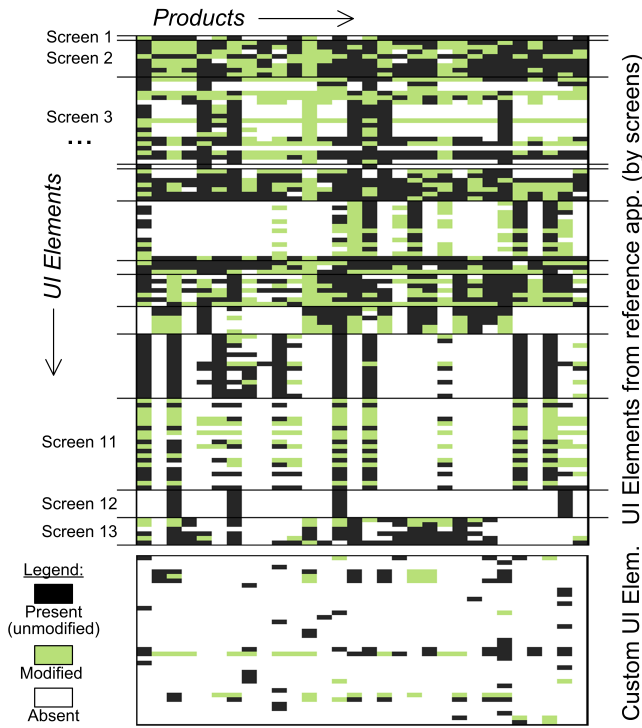 Products
Screen 1
Screen 2
Screen 3
...
UI Elements
Screen 11
Screen 12
Screen 13
UI Elements from reference app. (by screens)
Custom UI Elem.
Legend:
Present
(unmodified)
Modified
Absent